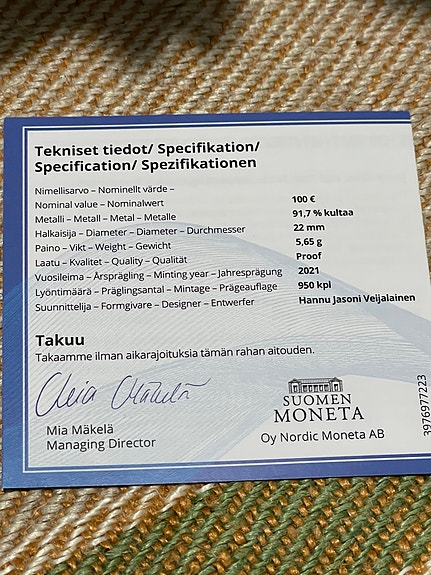 Tekniset tiedot/ Specifikation/
Specification/ Spezifikationen
Nimellisarvo – Nominellt värde –
Nominal value – Nominalwert 100 €
Metalli – Metall – Metal – Metalle 91,7 % kultaa
Halkaisija – Diameter – Diameter – Durchmesser 22 mm
Paino – Vikt – Weight – Gewicht 5,65 g
Laatu – Kvalitet – Quality – Qualität Proof
Vuosileima – Årsprägling – Minting year – Jahresprägung 2021
Lyöntimäärä – Präglingsantal – Mintage – Prägeauflage 950 kpl
Suunnittelija – Formgivare – Designer – Entwerfer Hannu Jasoni Veijalainen
Takuu
Takaamme ilman aikarajoituksia tämän rahan aitouden.
Mia Mäkelä
Mia Mäkelä
Managing Director
SUOMEN
MONETA
Oy Nordic Moneta AB
3976977223